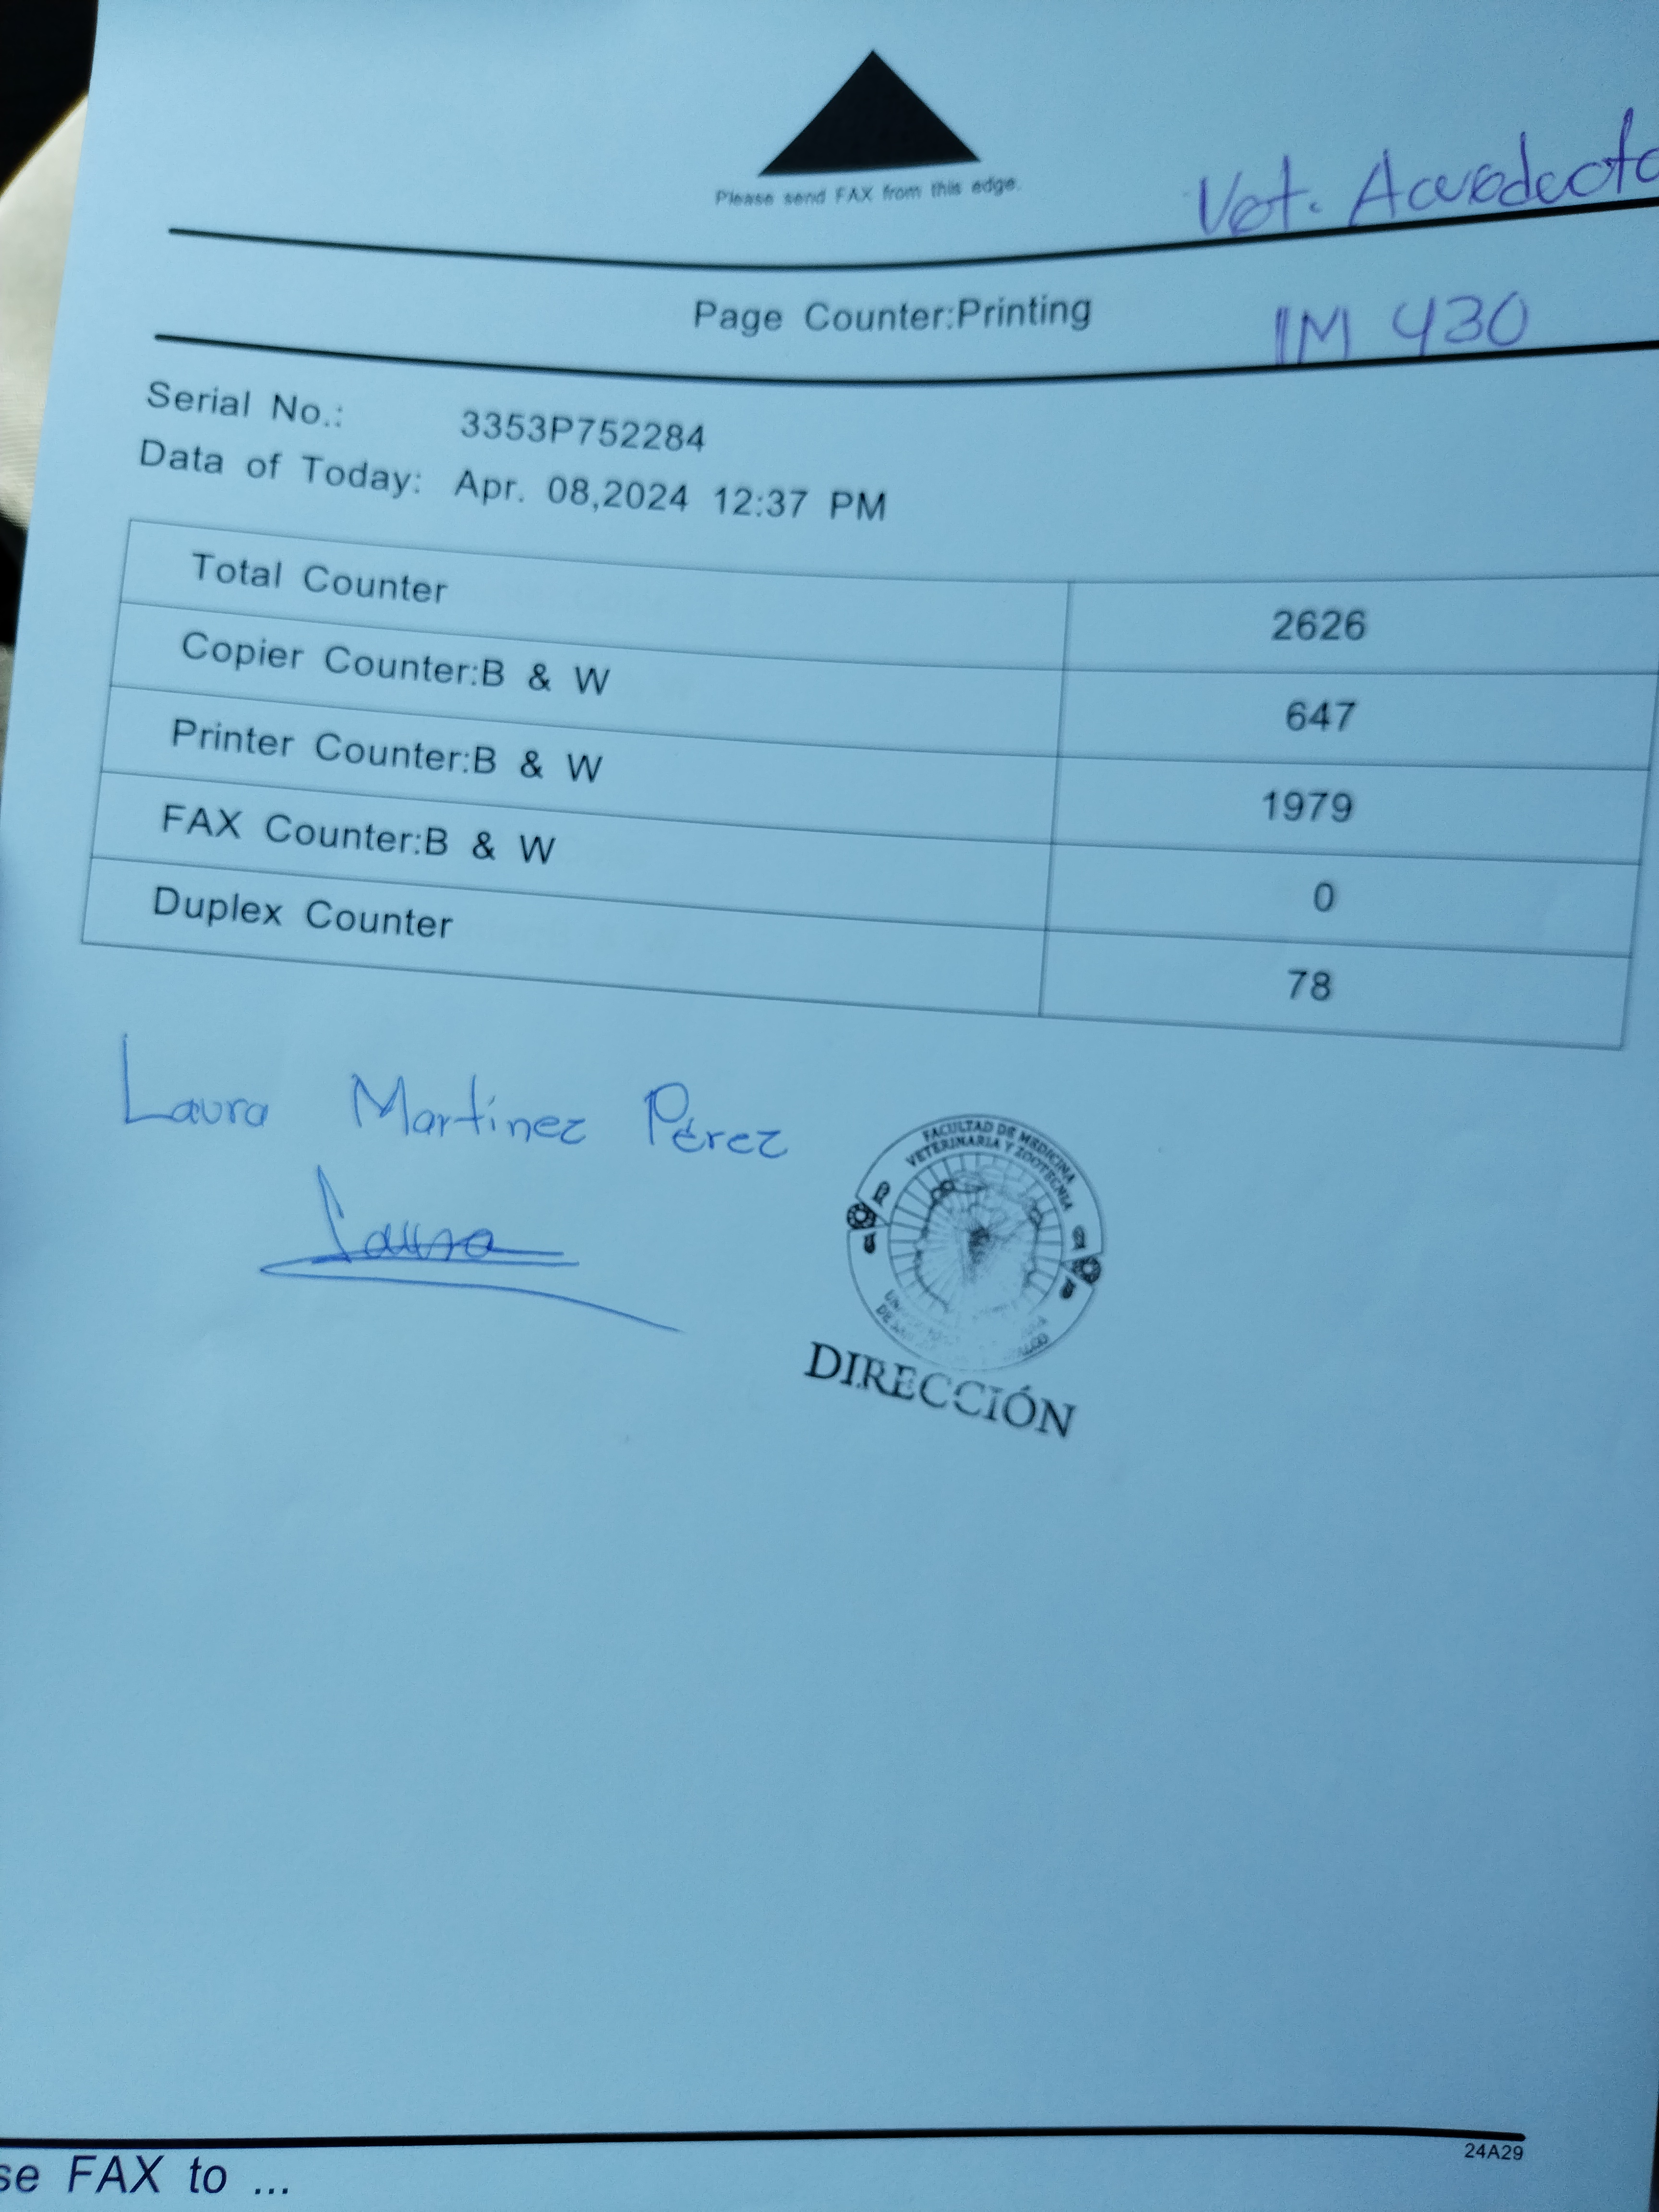 Please send FAX from this edge.
Vet. Acueducto
Page Counter:Printing
IM 430
Serial No.: 3353P752284
Data of Today: Apr. 08,2024 12:37 PM
Total Counter 2626
Copier Counter:B & W 647
Printer Counter:B & W 1979
FAX Counter:B & W 0
Duplex Counter 78
Laura Martínez Pérez
Laura
FACULTAD DE MEDICINA
VETERINARIA Y ZOOTECNIA
DIRECCIÓN
24A29
se FAX to ...